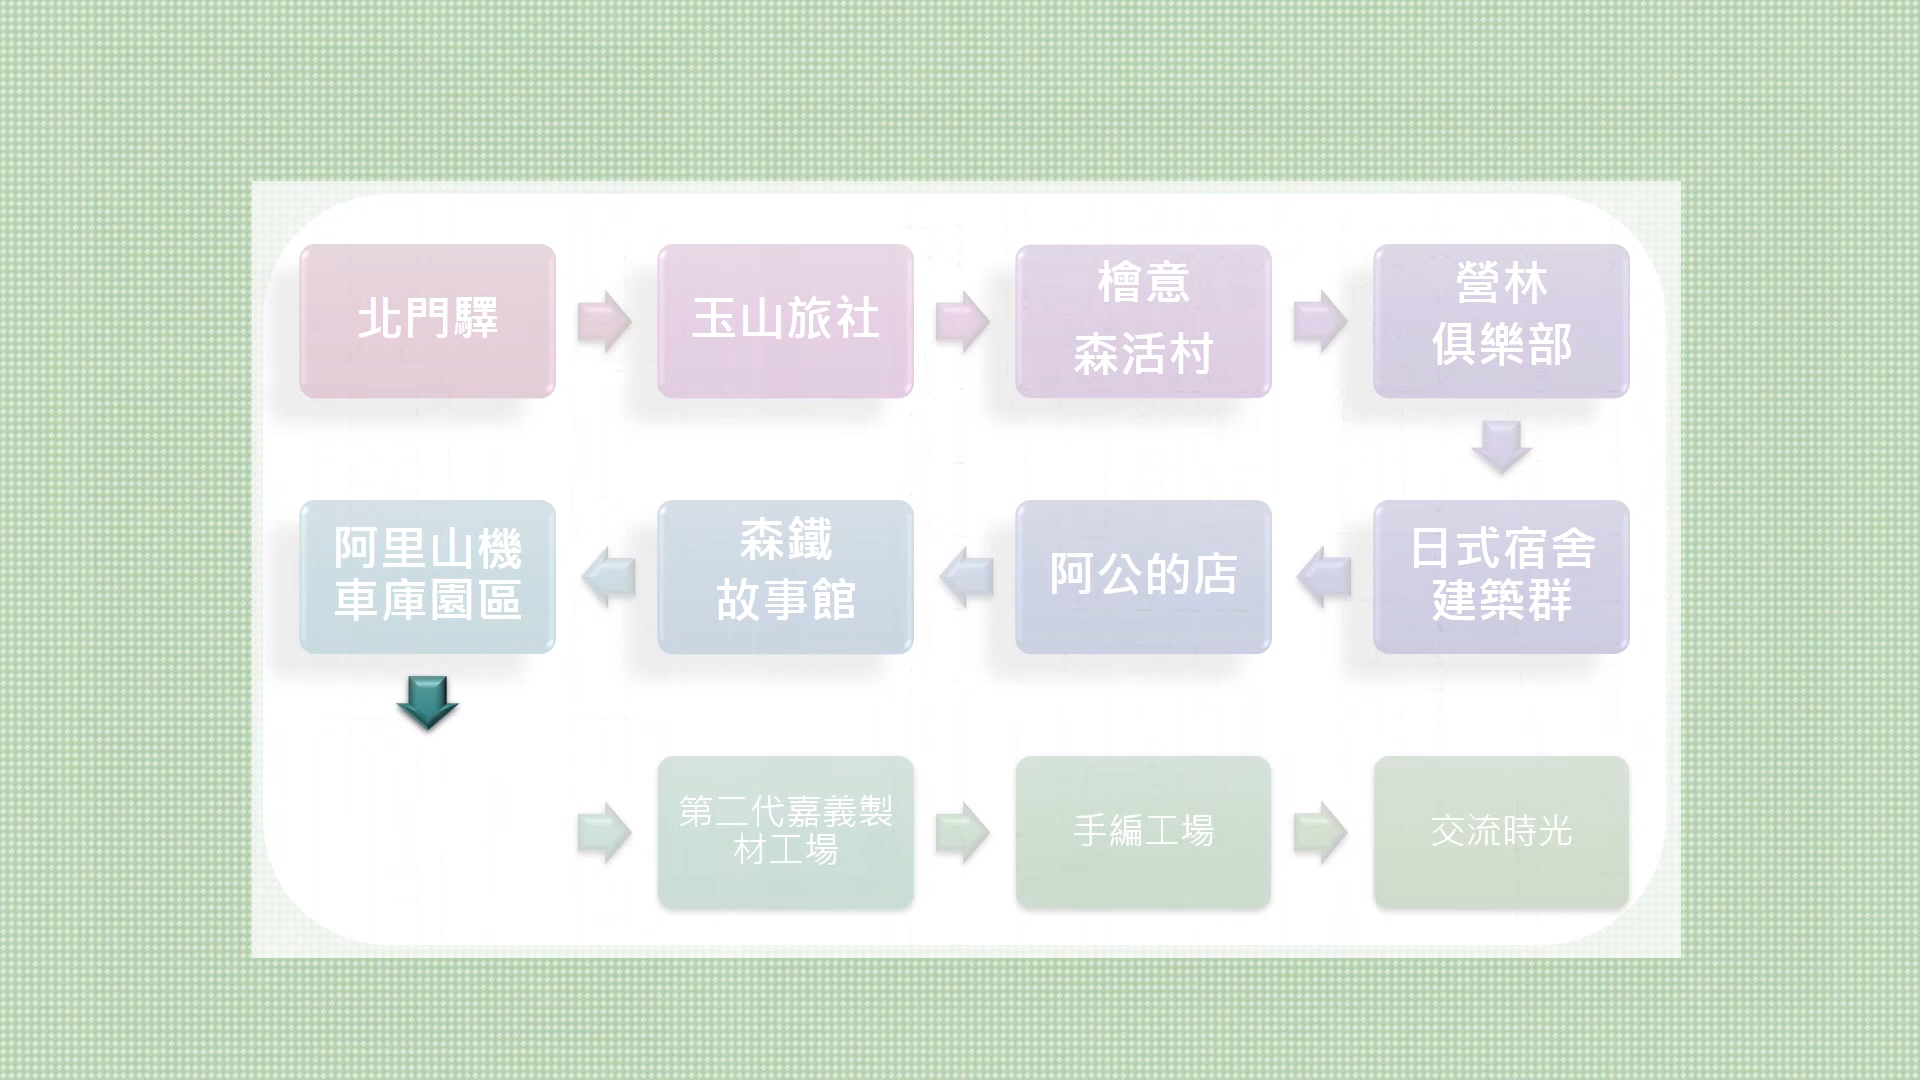 北門驛
玉山旅社
檜意
森活村
營林
俱樂部
日式宿舍
建築群
阿公的店
森鐵
故事館
阿里山機
車庫園區
第二代嘉義製
材工場
手編工場
交流時光